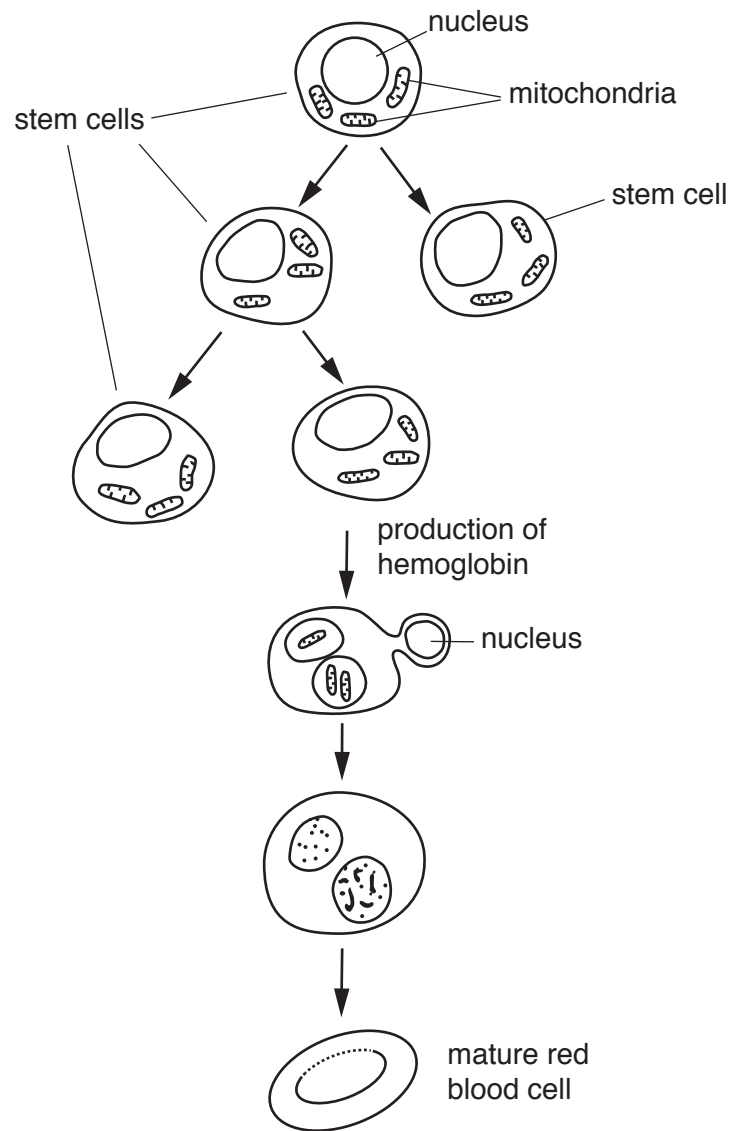 nucleus
mitochondria
stem cells
stem cell
production of
hemoglobin
nucleus
mature red
blood cell